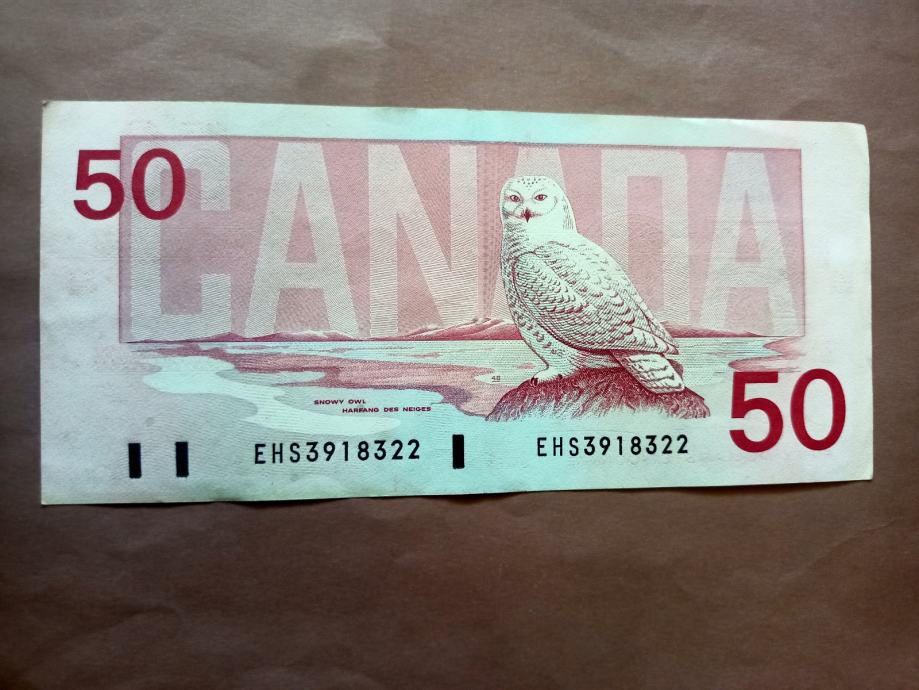 50
CANADA
SNOWY OWL
HARFANG DES NEIGES
50
EHS3918322
EHS3918322